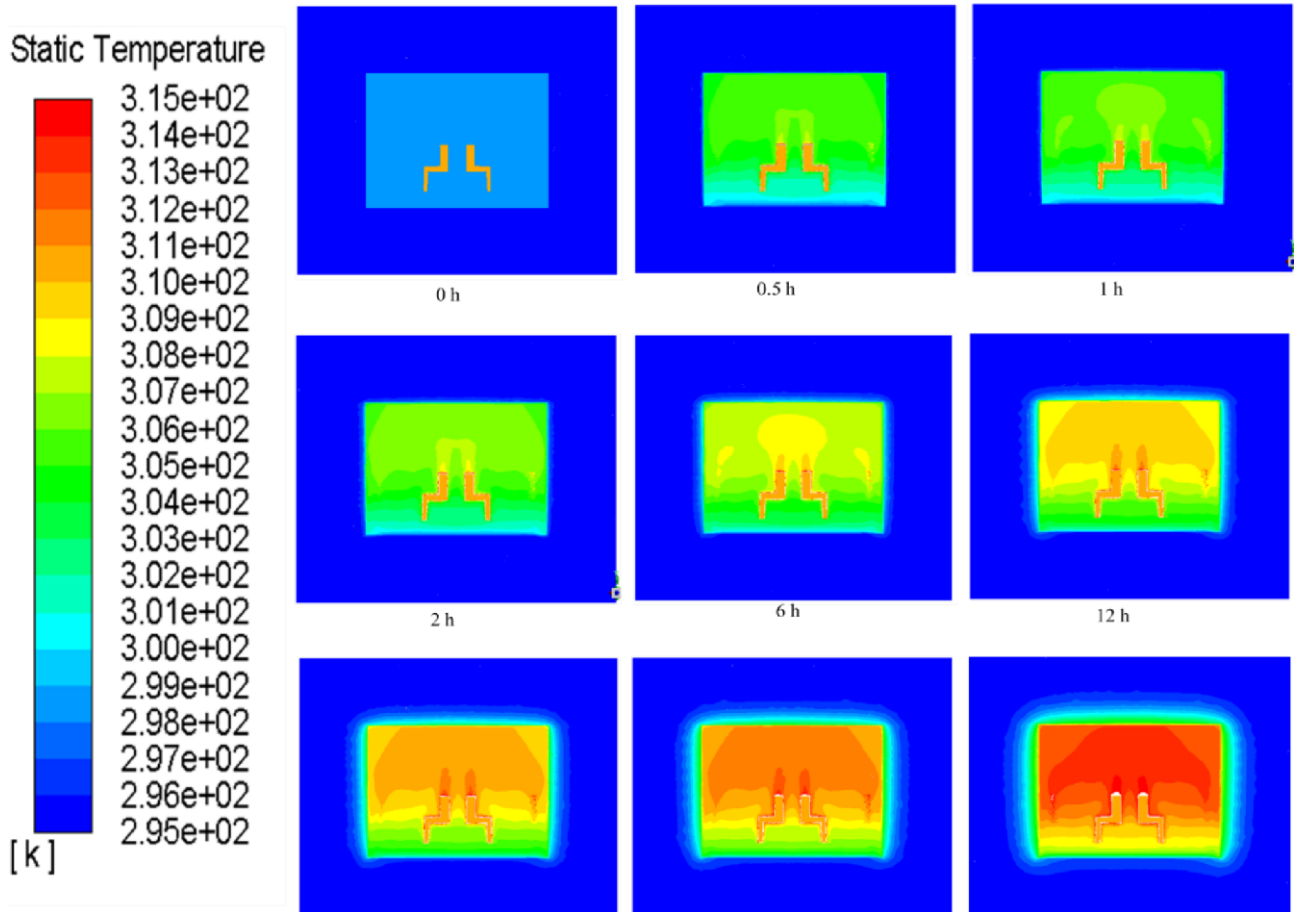 Static Temperature
3.15e+02
3.14e+02
3.13e+02
3.12e+02
3.11e+02
3.10e+02
3.09e+02
3.08e+02
3.07e+02
3.06e+02
3.05e+02
3.04e+02
3.03e+02
3.02e+02
3.01e+02
3.00e+02
2.99e+02
2.98e+02
2.97e+02
2.96e+02
2.95e+02
[k]
0 h
0.5 h
1 h
2 h
6 h
12 h